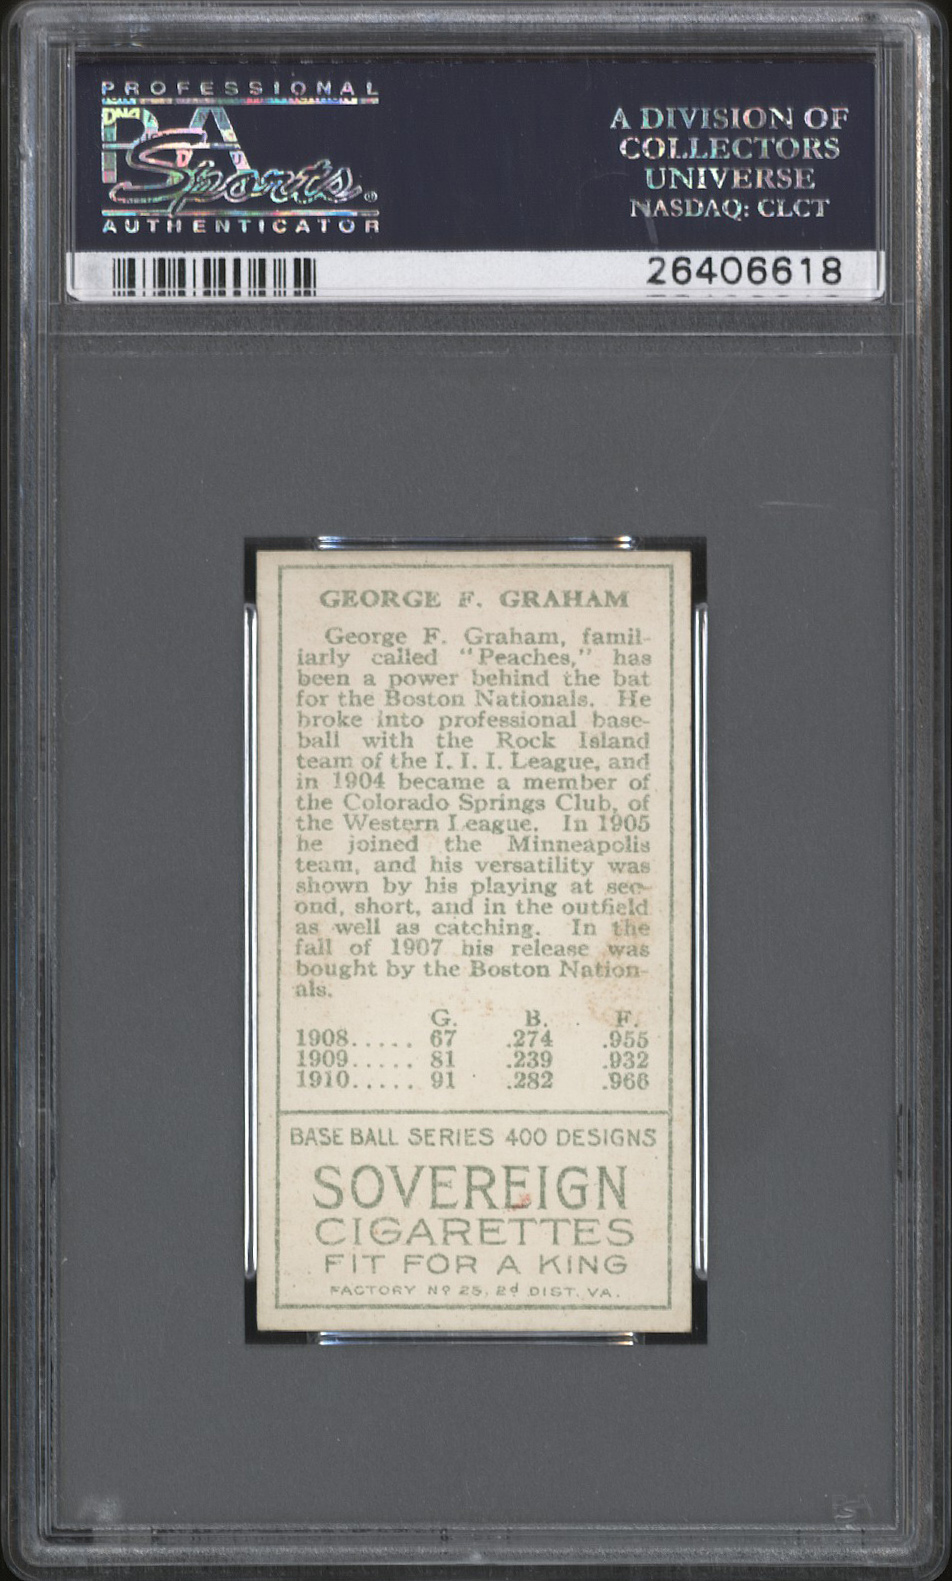 PROFESSIONAL
PSA
DNA
Sports®
AUTHENTICATOR
A DIVISION OF
COLLECTORS
UNIVERSE
NASDAQ: CLCT
26406618
GEORGE F. GRAHAM
George F. Graham, famil-
iarly called "Peaches," has
been a power behind the bat
for the Boston Nationals. He
broke into professional base-
ball with the Rock Island
team of the I. I. I. League, and
in 1904 became a member of
the Colorado Springs Club, of
the Western League. In 1905
he joined the Minneapolis
team, and his versatility was
shown by his playing at sec-
ond, short, and in the outfield
as well as catching. In the
fall of 1907 his release was
bought by the Boston Nation-
als.
G. B. F.
1908..... 67 .274 .955
1909..... 81 .239 .932
1910..... 91 .282 .966
BASE BALL SERIES 400 DESIGNS
SOVEREIGN
CIGARETTES
FIT FOR A KING
FACTORY Nº 25, 2d DIST. VA.